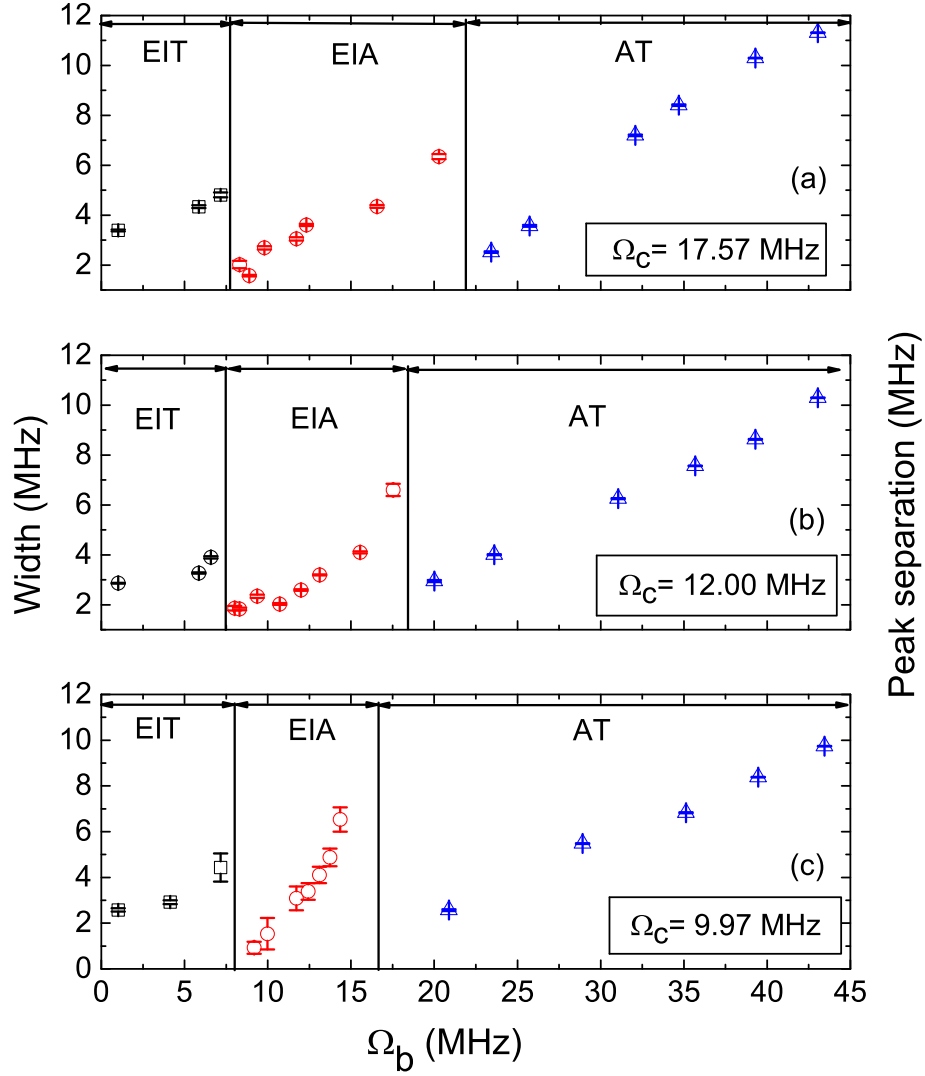 12
10
8
6
4
2
EIT
EIA
AT
(a)
Ωc= 17.57 MHz
12
10
8
6
4
2
EIT
EIA
AT
(b)
Ωc= 12.00 MHz
Width (MHz)
Peak separation (MHz)
12
10
8
6
4
2
0
EIT
EIA
AT
(c)
Ωc= 9.97 MHz
0 5 10 15 20 25 30 35 40 45
Ωb (MHz)